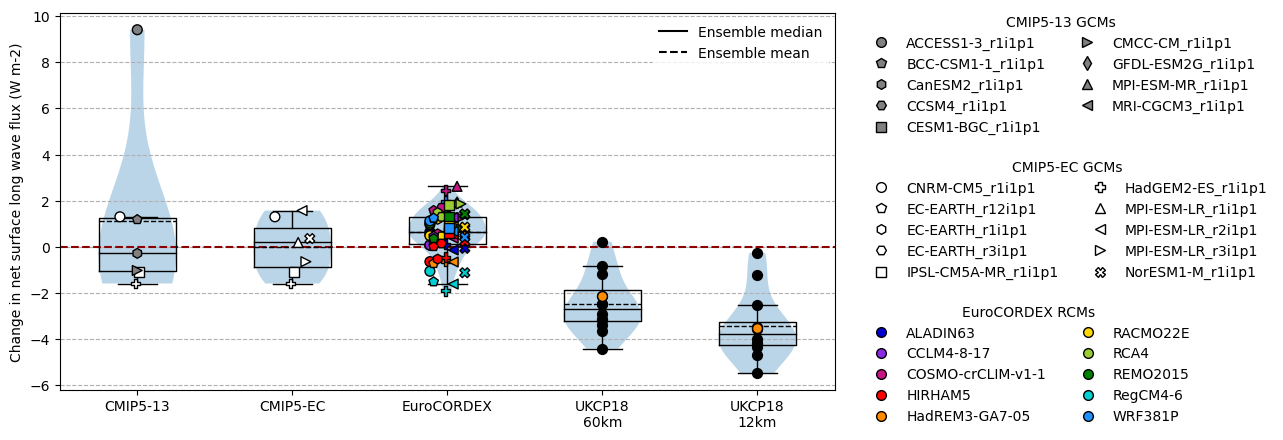 Change in net surface long wave flux (W m-2)
10
8
6
4
2
0
−2
−4
−6
Ensemble median
Ensemble mean
CMIP5-13
CMIP5-EC
EuroCORDEX
UKCP18
60km
UKCP18
12km
CMIP5-13 GCMs
ACCESS1-3_r1i1p1
BCC-CSM1-1_r1i1p1
CanESM2_r1i1p1
CCSM4_r1i1p1
CESM1-BGC_r1i1p1
CMCC-CM_r1i1p1
GFDL-ESM2G_r1i1p1
MPI-ESM-MR_r1i1p1
MRI-CGCM3_r1i1p1
CMIP5-EC GCMs
CNRM-CM5_r1i1p1
EC-EARTH_r12i1p1
EC-EARTH_r1i1p1
EC-EARTH_r3i1p1
IPSL-CM5A-MR_r1i1p1
HadGEM2-ES_r1i1p1
MPI-ESM-LR_r1i1p1
MPI-ESM-LR_r2i1p1
MPI-ESM-LR_r3i1p1
NorESM1-M_r1i1p1
EuroCORDEX RCMs
ALADIN63
CCLM4-8-17
COSMO-crCLIM-v1-1
HIRHAM5
HadREM3-GA7-05
RACMO22E
RCA4
REMO2015
RegCM4-6
WRF381P